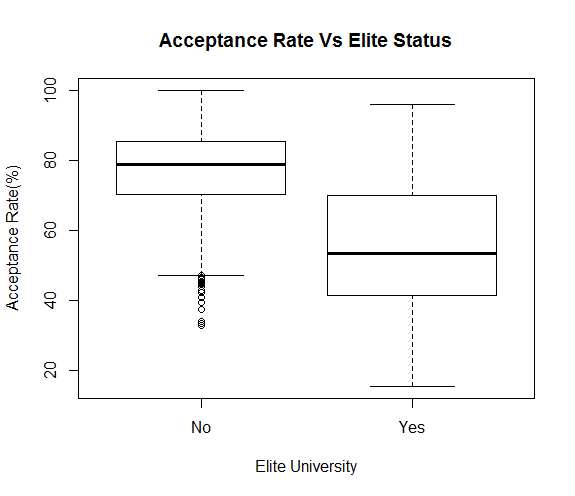 Acceptance Rate Vs Elite Status
Acceptance Rate(%)
100
80
60
40
20
No Yes
Elite University